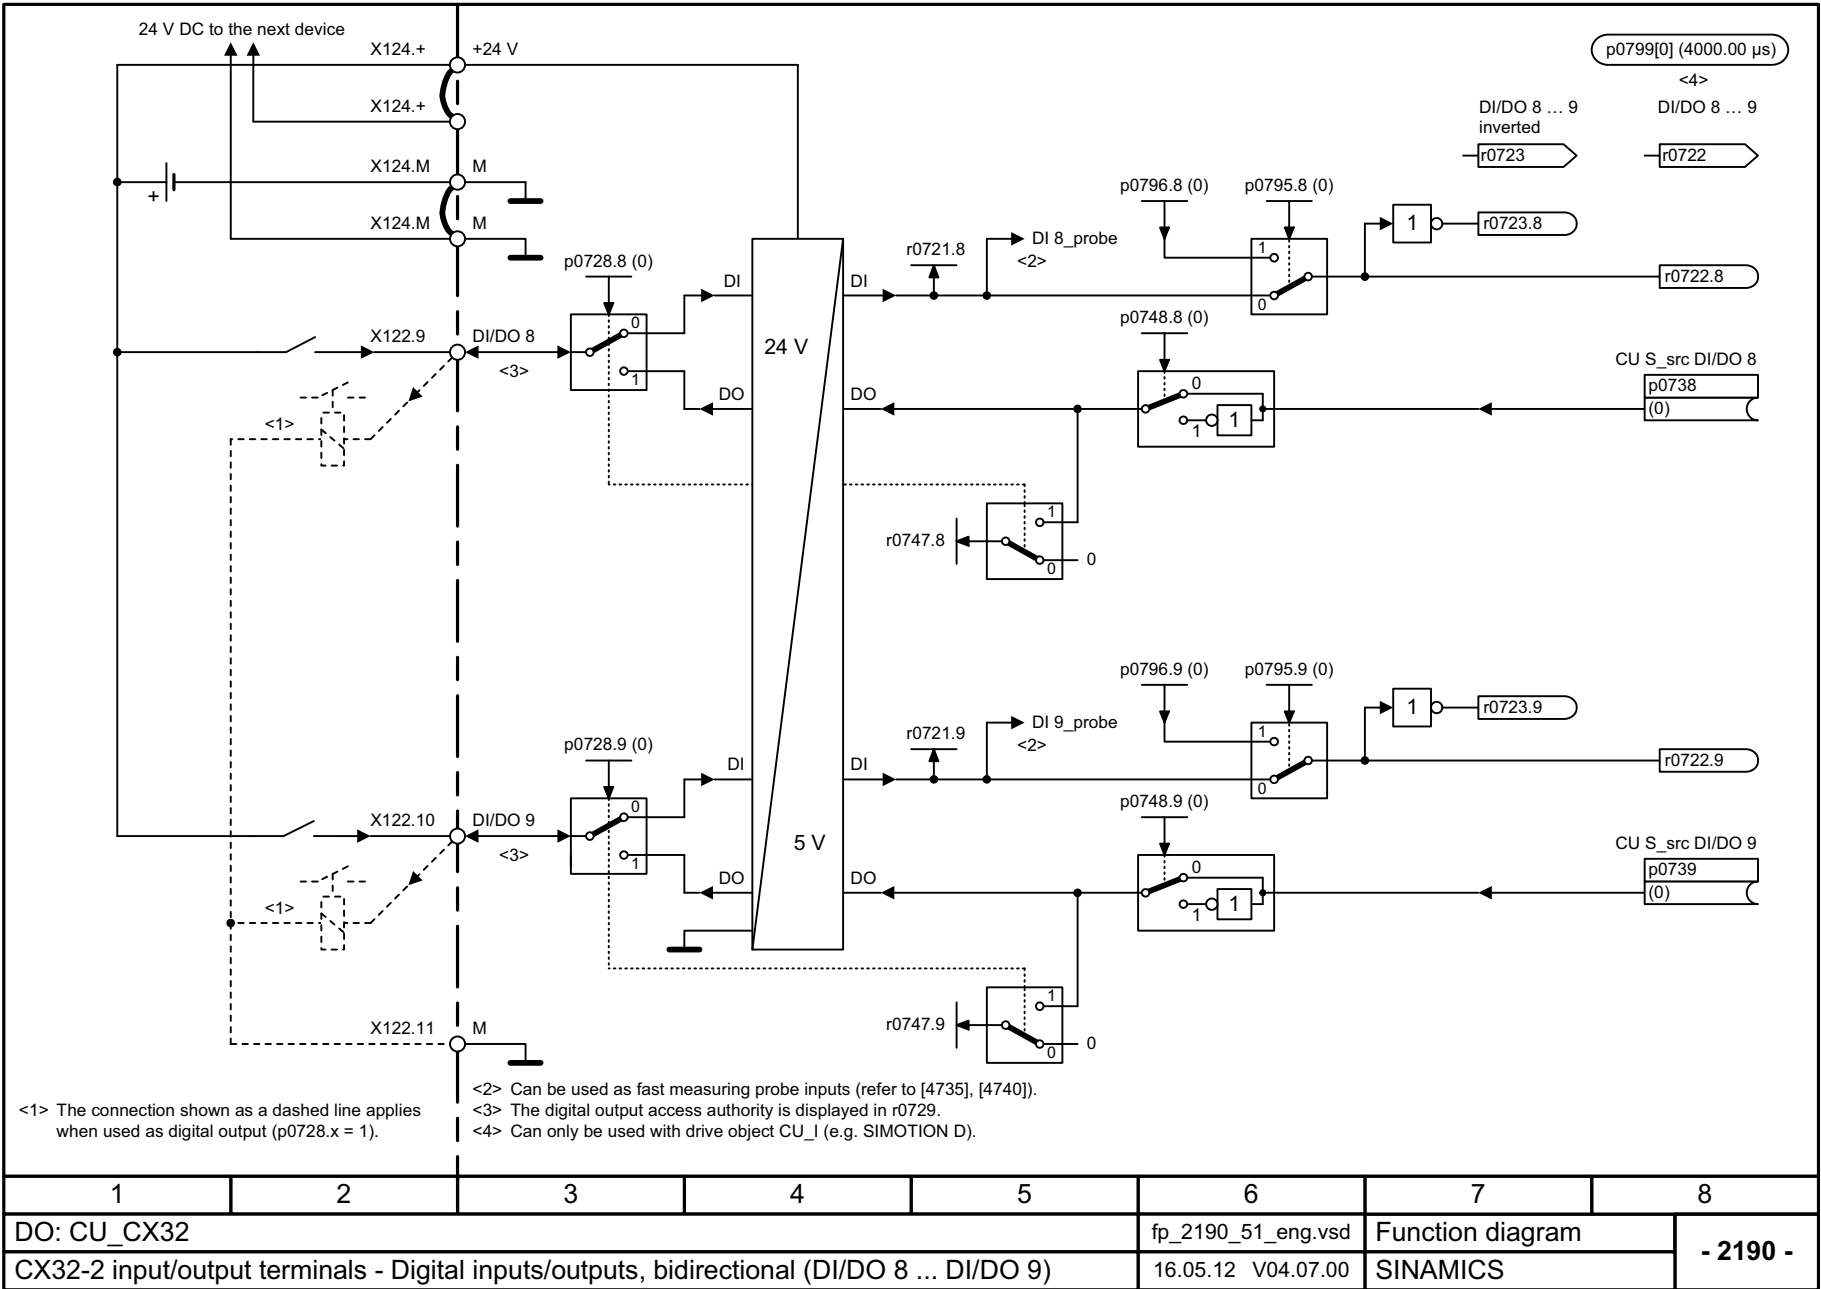 24 V DC to the next device
X124.+
+24 V
p0799[0] (4000.00 µs)
<4>
X124.+
DI/DO 8 … 9
inverted
DI/DO 8 … 9
r0723
r0722
X124.M
M
+
p0796.8 (0)
p0795.8 (0)
X124.M
M
1
r0723.8
DI 8_probe
<2>
r0721.8
1
0
r0722.8
p0728.8 (0)
DI
DI
X122.9
DI/DO 8
<3>
0
1
24 V
p0748.8 (0)
CU S_src DI/DO 8
p0738
(0)
DO
DO
0
1
1
<1>
r0747.8
1
0
0
p0796.9 (0)
p0795.9 (0)
1
r0723.9
DI 9_probe
<2>
r0721.9
1
0
r0722.9
p0728.9 (0)
DI
DI
X122.10
DI/DO 9
<3>
0
1
5 V
p0748.9 (0)
CU S_src DI/DO 9
p0739
(0)
DO
DO
0
1
1
<1>
r0747.9
1
0
0
X122.11
M
<1> The connection shown as a dashed line applies
when used as digital output (p0728.x = 1).
<2> Can be used as fast measuring probe inputs (refer to [4735], [4740]).
<3> The digital output access authority is displayed in r0729.
<4> Can only be used with drive object CU_I (e.g. SIMOTION D).
1 2 3 4 5 6 7 8
DO: CU_CX32
fp_2190_51_eng.vsd
Function diagram
- 2190 -
CX32-2 input/output terminals - Digital inputs/outputs, bidirectional (DI/DO 8 ... DI/DO 9)
16.05.12 V04.07.00
SINAMICS